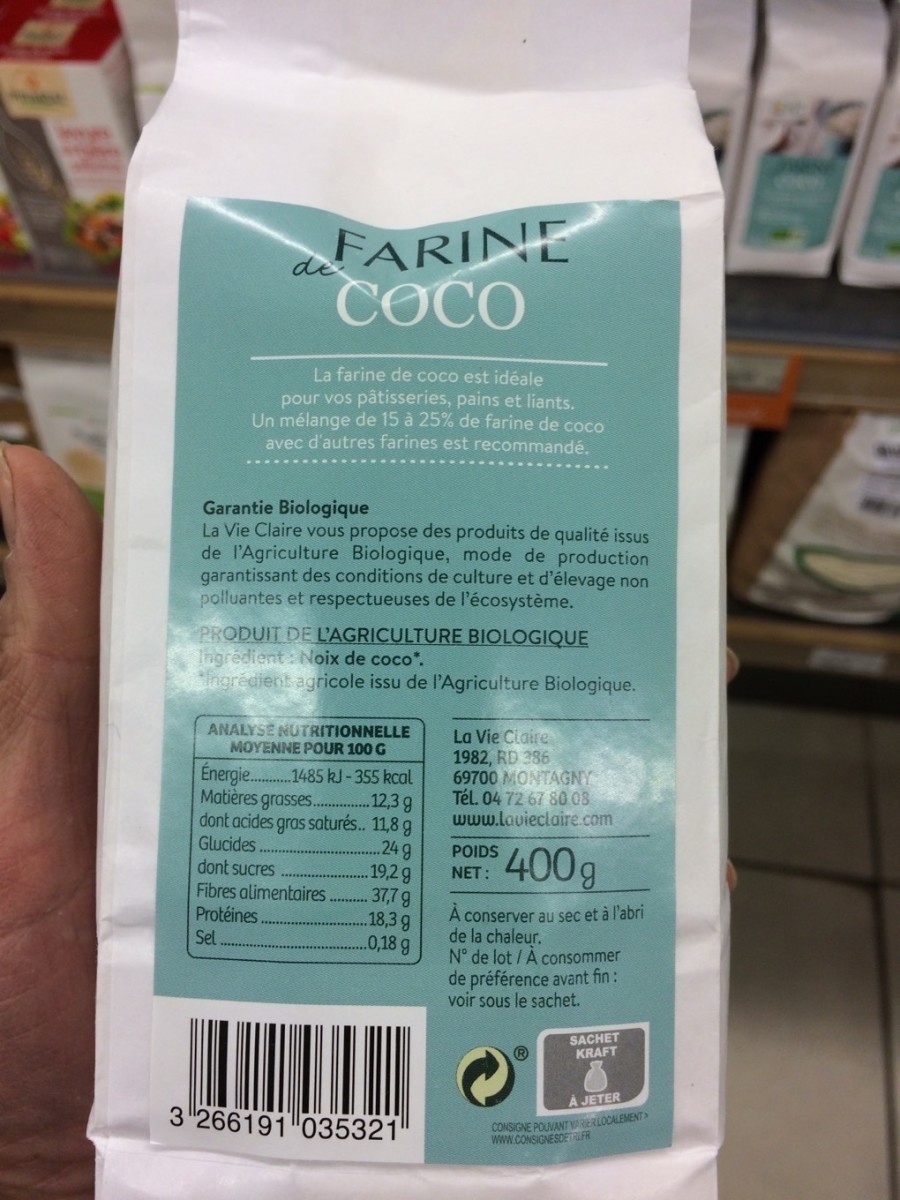 de FARINE
COCO
La farine de coco est idéale
pour vos pâtisseries, pains et liants.
Un mélange de 15 à 25% de farine de coco
avec d'autres farines est recommandé.
Garantie Biologique
La Vie Claire vous propose des produits de qualité issus
de l'Agriculture Biologique, mode de production
garantissant des conditions de culture et d'élevage non
polluantes et respectueuses de l'écosystème.
PRODUIT DE L'AGRICULTURE BIOLOGIQUE
Ingrédient : Noix de coco*.
*Ingrédient agricole issu de l'Agriculture Biologique.
ANALYSE NUTRITIONNELLE
MOYENNE POUR 100 G
Énergie...........1485 kJ - 355 kcal
Matières grasses............... 12,3 g
dont acides gras saturés.. 11,8 g
Glucides ................................24 g
dont sucres .......................19,2 g
Fibres alimentaires .......... 37,7 g
Protéines ...........................18,3 g
Sel .......................................0,18 g
La Vie Claire
1982, RD 386
69700 MONTAGNY
Tél. 04 72 67 80 03
www.lavieclaire.com
POIDS
NET : 400g
À conserver au sec et à l'abri
de la chaleur.
N° de lot / À consommer
de préférence avant fin :
voir sous le sachet.
®
SACHET
KRAFT
À JETER
CONSIGNE POUVANT VARIER LOCALEMENT >
WWW.CONSIGNESDETRI.FR
3 266191 035321